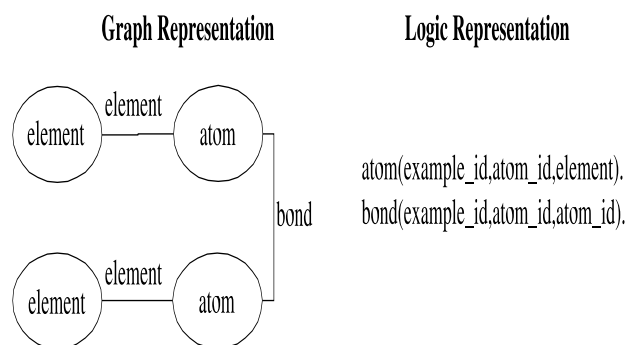 Graph Representation
Logic Representation
element
element
atom
atom(example_id,atom_id,element).
bond
bond(example_id,atom_id,atom_id).
element
element
atom